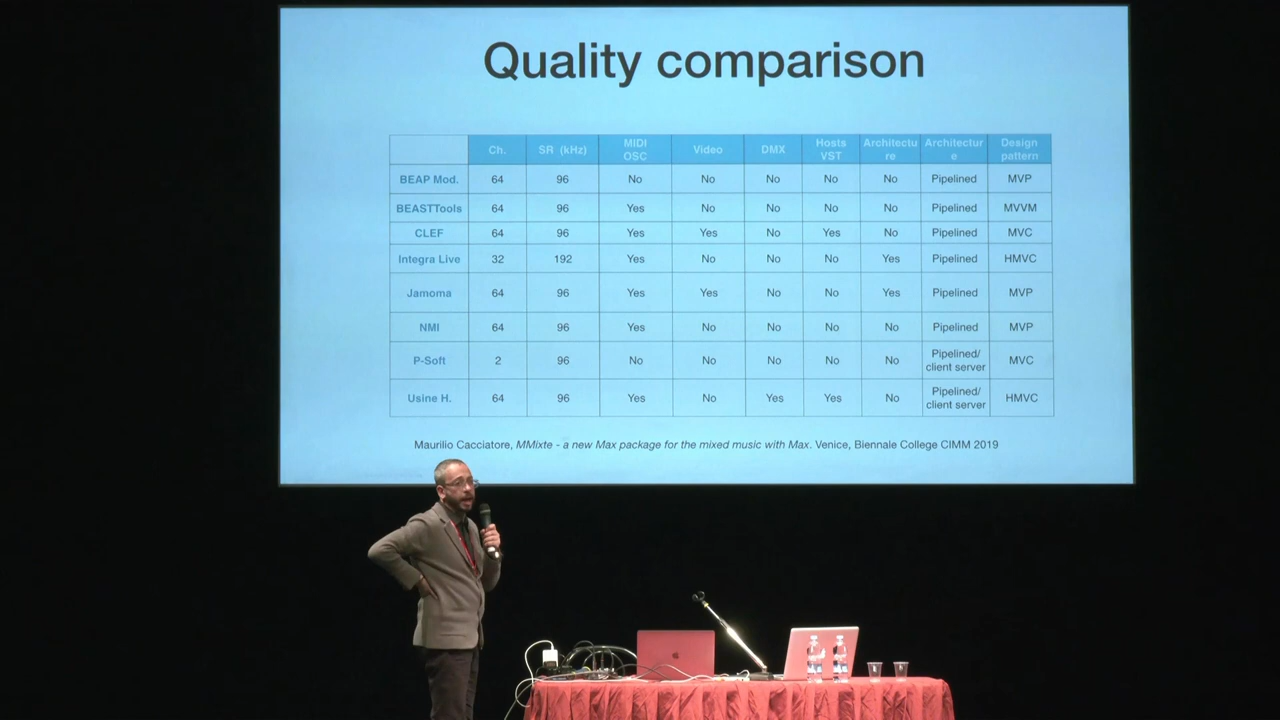 Quality comparison
Ch. SR (kHz) MIDI OSC Video DMX Hosts VST Architectu re Architectur e Design pattern
BEAP Mod. 64 96 No No No No No Pipelined MVP
BEASTTools 64 96 Yes No No No No Pipelined MVVM
CLEF 64 96 Yes Yes No Yes No Pipelined MVC
Integra Live 32 192 Yes No No No Yes Pipelined HMVC
Jamoma 64 96 Yes Yes No No Yes Pipelined MVP
NMI 64 96 Yes No No No No Pipelined MVP
P-Soft 2 96 No No No No No Pipelined/ client server MVC
Usine H. 64 96 Yes No Yes Yes No Pipelined/ client server HMVC
Maurilio Cacciatore, MMixte - a new Max package for the mixed music with Max. Venice, Biennale College CIMM 2019